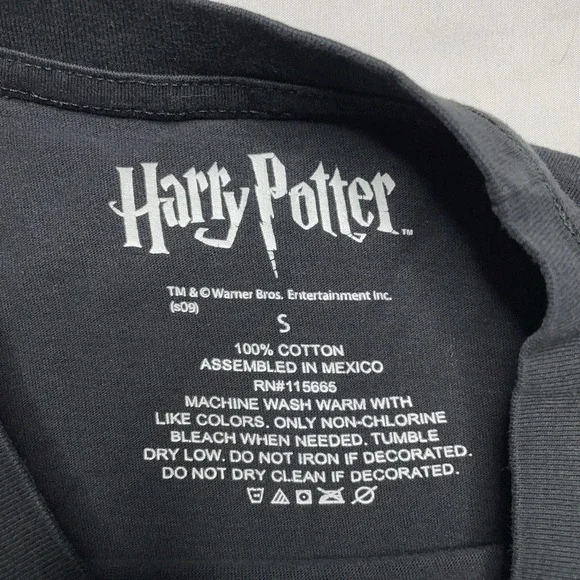 Harry Potter™
TM & © Warner Bros. Entertainment Inc.
(s09)
S
100% COTTON
ASSEMBLED IN MEXICO
RN#115665
MACHINE WASH WARM WITH
LIKE COLORS. ONLY NON-CHLORINE
BLEACH WHEN NEEDED. TUMBLE
DRY LOW. DO NOT IRON IF DECORATED.
DO NOT DRY CLEAN IF DECORATED.